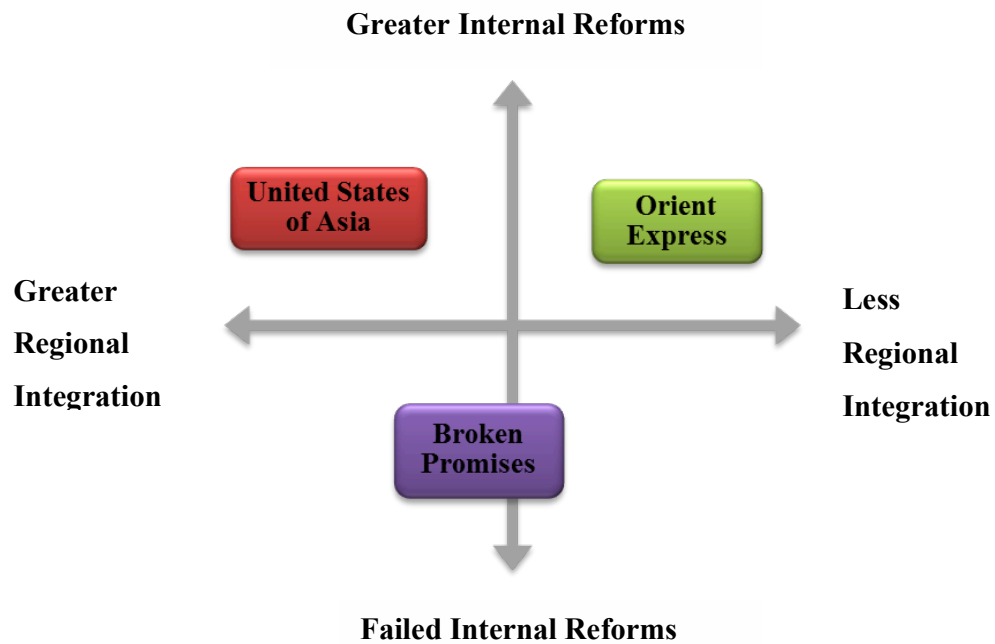 Greater Internal Reforms
United States
of Asia
Orient
Express
Greater
Regional
Integration
Less
Regional
Integration
Broken
Promises
Failed Internal Reforms